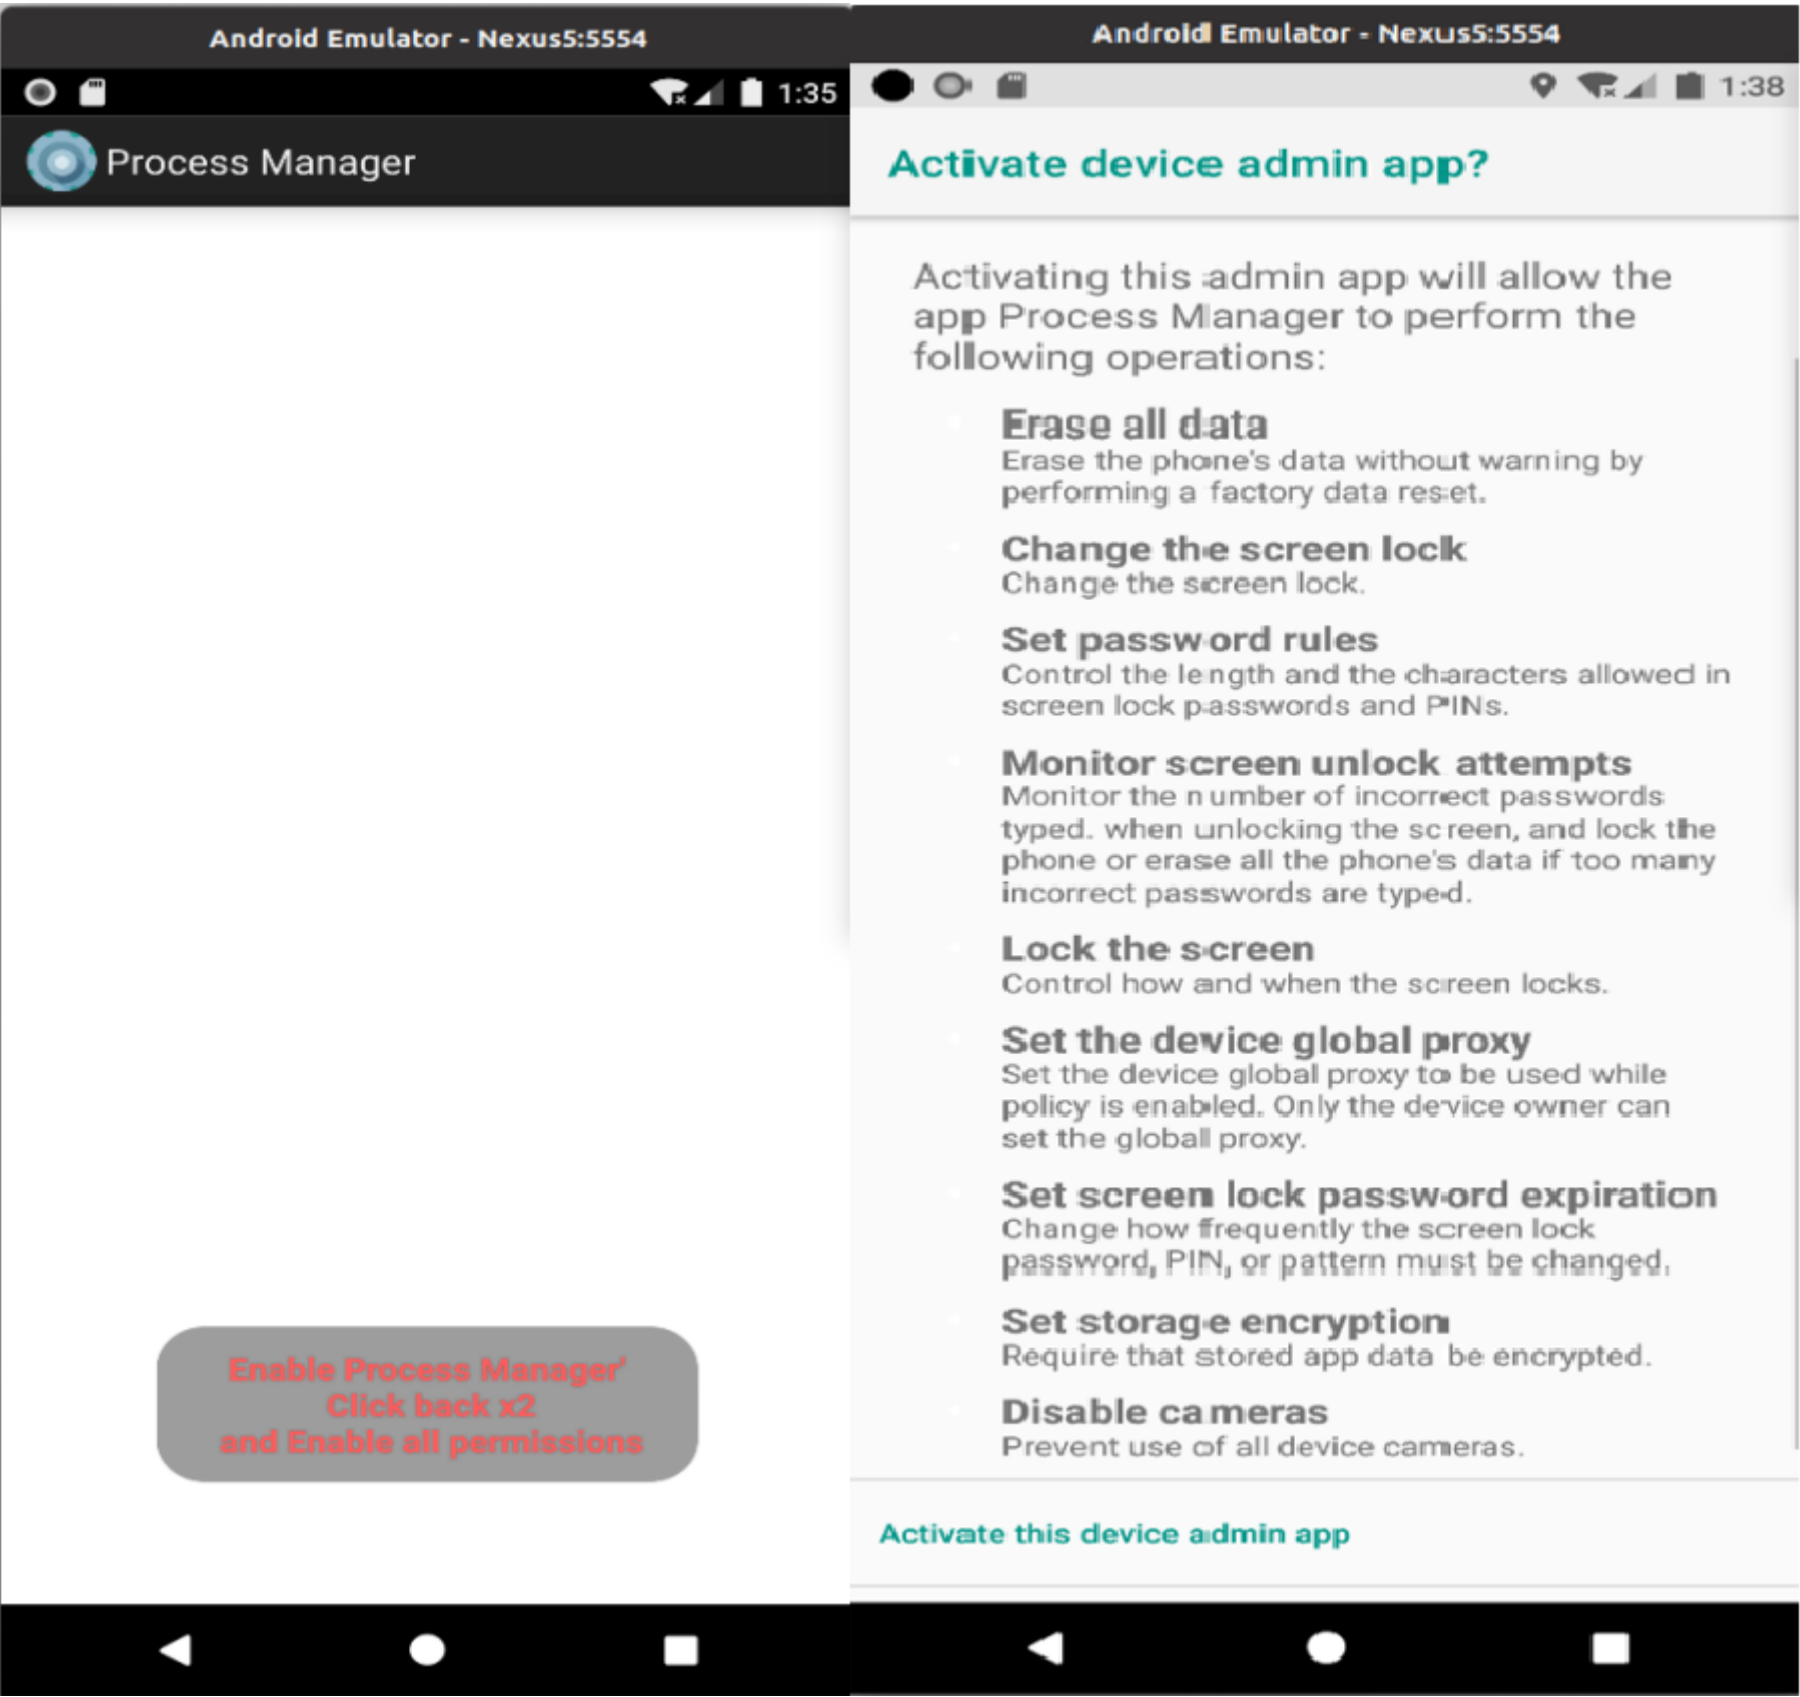 Android Emulator - Nexus5:5554
1:35
Process Manager
Enable Process Manager'
Click back x2
and Enable all permissions
Android Emulator - Nexus5:5554
1:38
Activate device admin app?
Activating this admin app will allow the
app Process Manager to perform the
following operations:
Erase all data
Erase the phone's data without warning by
performing a factory data reset.
Change the screen lock
Change the screen lock.
Set password rules
Control the length and the characters allowed in
screen lock passwords and PINs.
Monitor screen unlock attempts
Monitor the number of incorrect passwords
typed. when unlocking the screen, and lock the
phone or erase all the phone's data if too many
incorrect passwords are typed.
Lock the screen
Control how and when the screen locks.
Set the device global proxy
Set the device global proxy to be used while
policy is enabled. Only the device owner can
set the global proxy.
Set screen lock password expiration
Change how frequently the screen lock
password, PIN, or pattern must be changed.
Set storage encryption
Require that stored app data be encrypted.
Disable cameras
Prevent use of all device cameras.
Activate this device admin app